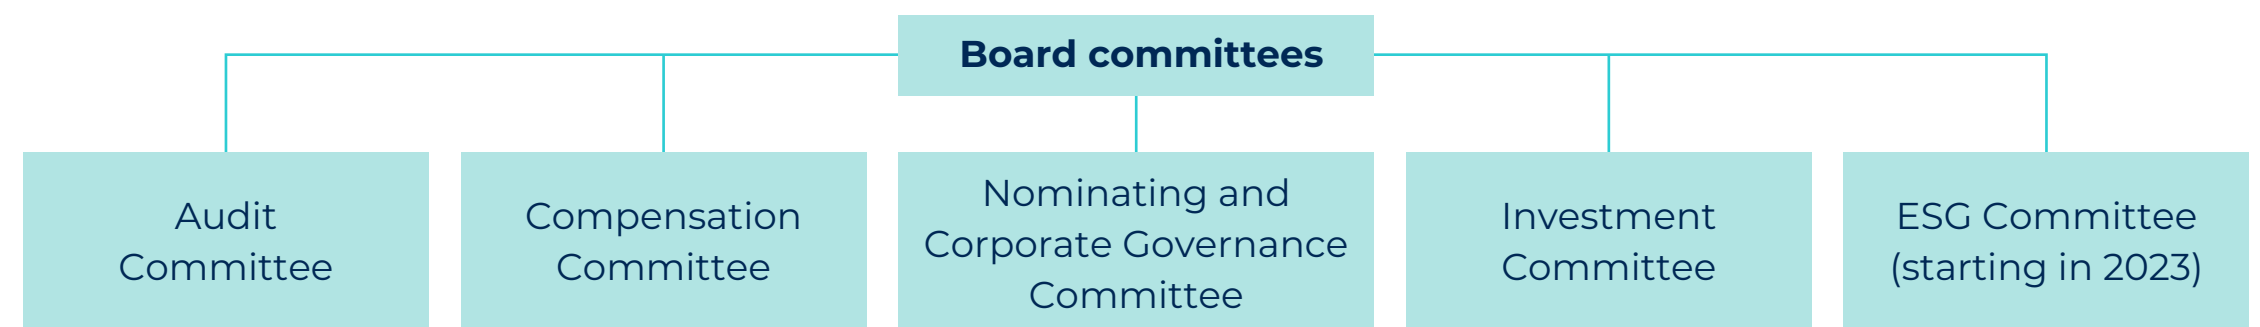 Board committees
Audit
Committee
Compensation
Committee
Nominating and
Corporate Governance
Committee
Investment
Committee
ESG Committee
(starting in 2023)